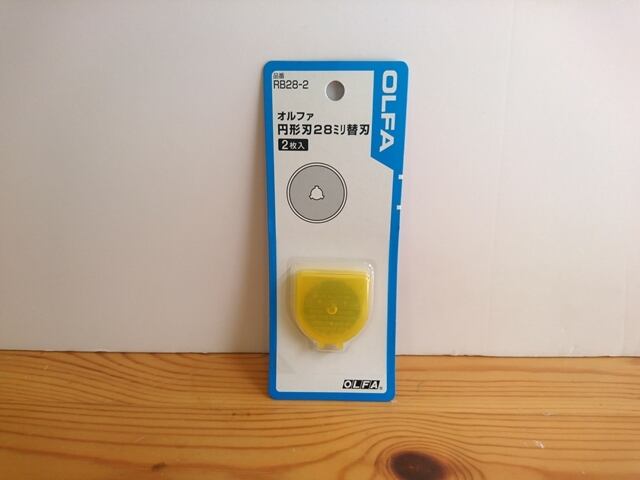 品番
RB28-2
OLFA
オルファ
円形刃28ミリ替刃
2枚入
OLFA®